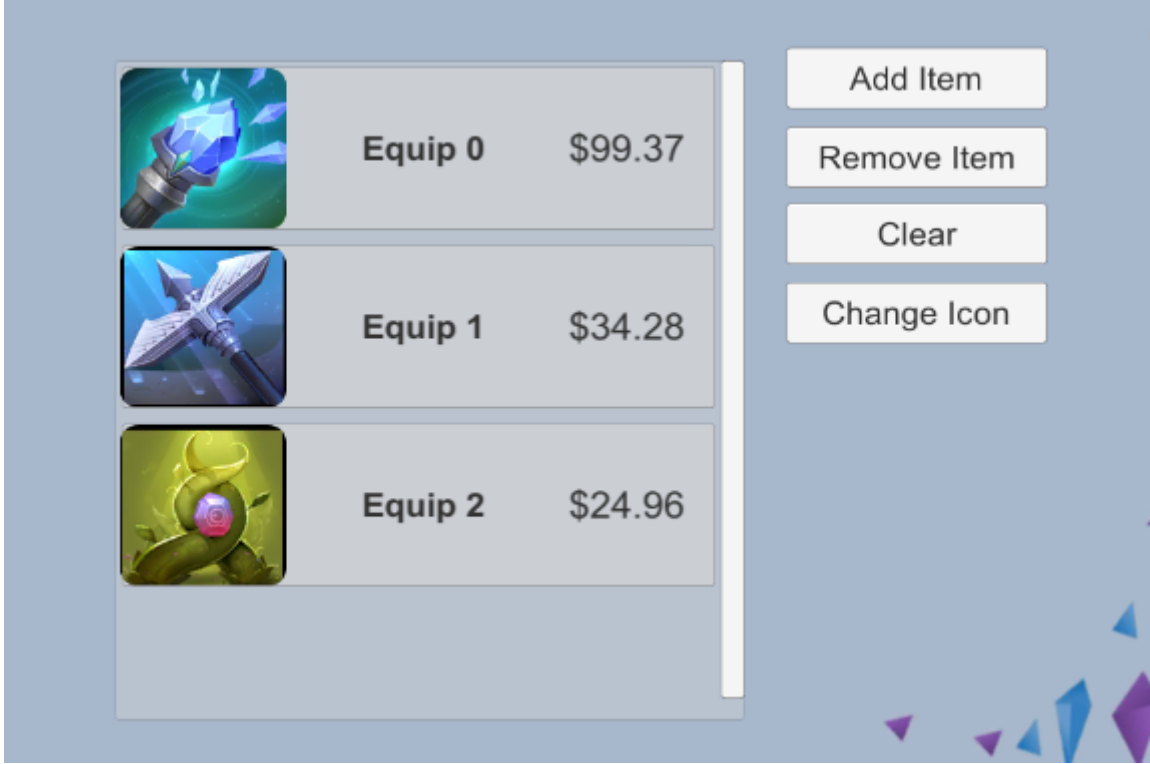 Equip 0 $99.37
Equip 1 $34.28
Equip 2 $24.96
Add Item
Remove Item
Clear
Change Icon